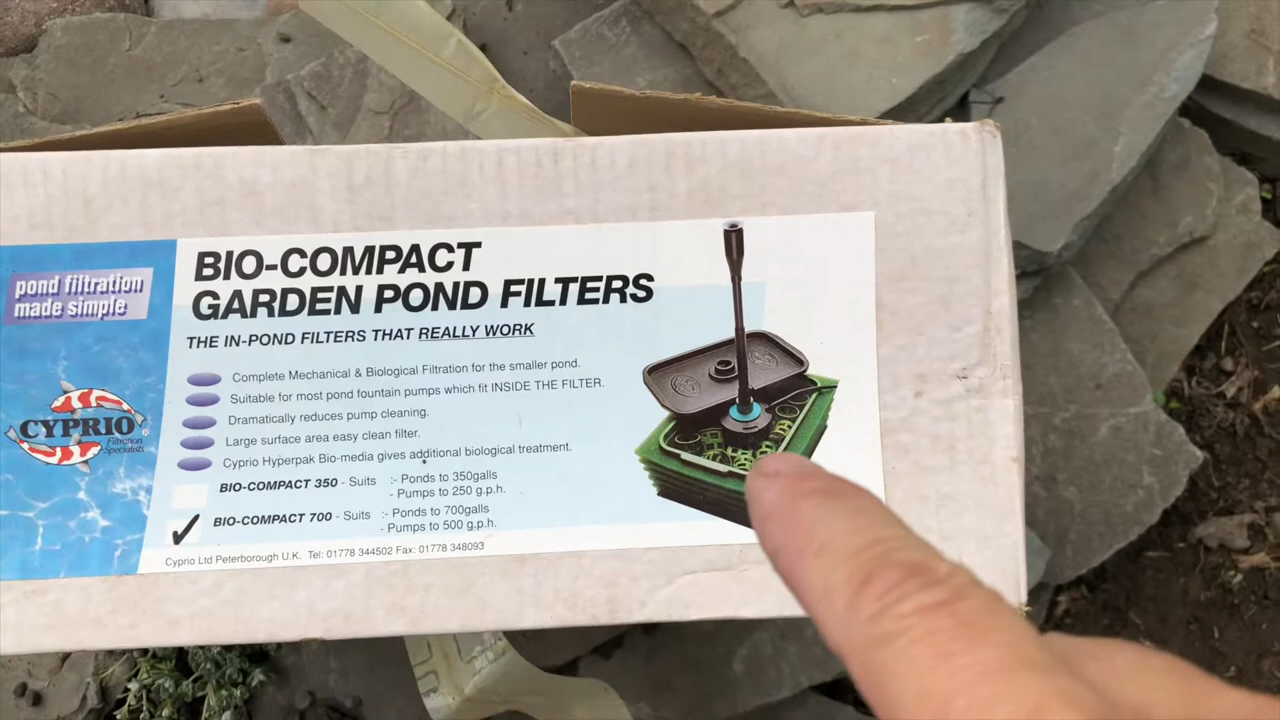 pond filtration
made simple
CYPRIO®
Filtration
Specialists
BIO-COMPACT
GARDEN POND FILTERS
THE IN-POND FILTERS THAT REALLY WORK
Complete Mechanical & Biological Filtration for the smaller pond.
Suitable for most pond fountain pumps which fit INSIDE THE FILTER.
Dramatically reduces pump cleaning.
Large surface area easy clean filter.
Cyprio Hyperpak Bio-media gives additional biological treatment.
BIO-COMPACT 350 - Suits :- Ponds to 350galls
- Pumps to 250 g.p.h.
BIO-COMPACT 700 - Suits :- Ponds to 700galls
- Pumps to 500 g.p.h.
Cyprio Ltd Peterborough U.K. Tel: 01778 344502 Fax: 01778 348093